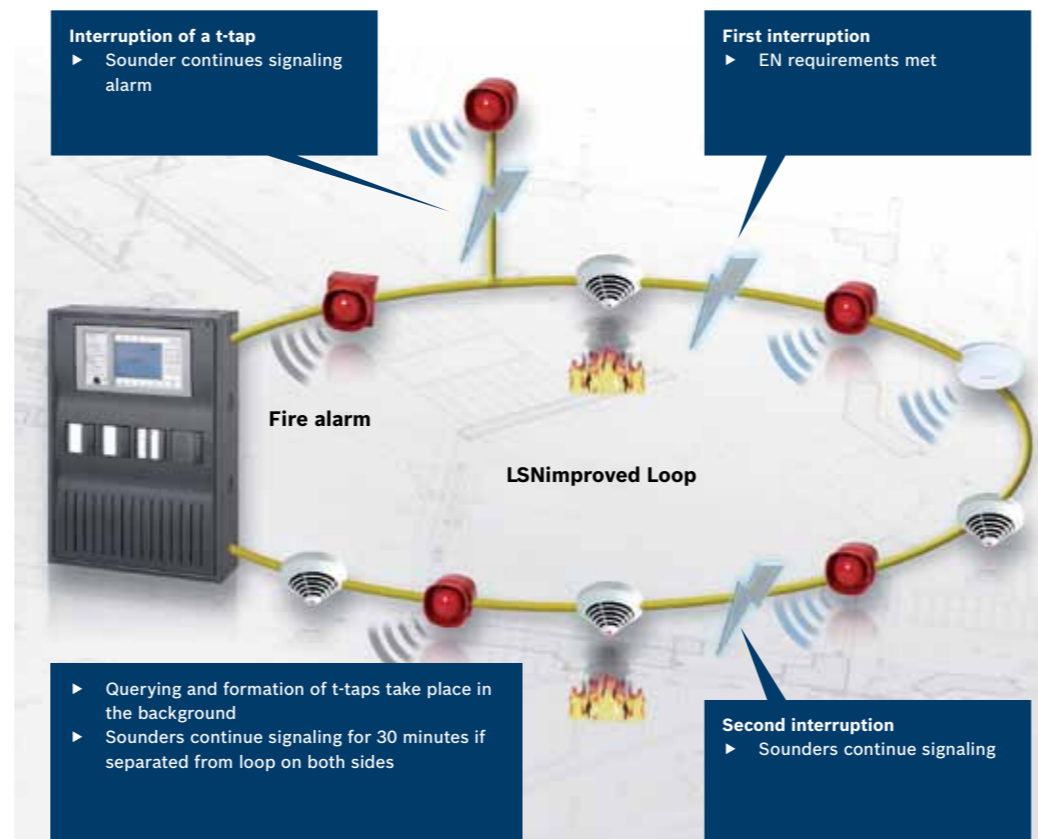 Interruption of a t-tap
▶ Sounder continues signaling
alarm
First interruption
▶ EN requirements met
Fire alarm
LSNimproved Loop
▶ Querying and formation of t-taps take place in
the background
▶ Sounders continue signaling for 30 minutes if
separated from loop on both sides
Second interruption
▶ Sounders continue signaling